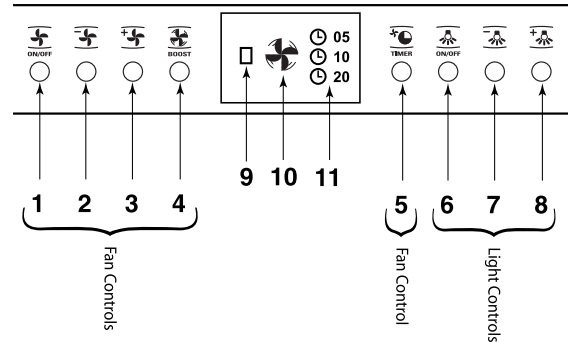 ON/OFF - + BOOST 05 TIMER ON/OFF - +
10
20
1 2 3 4 9 10 11 5 6 7 8
Fan Controls
Fan Control
Light Controls